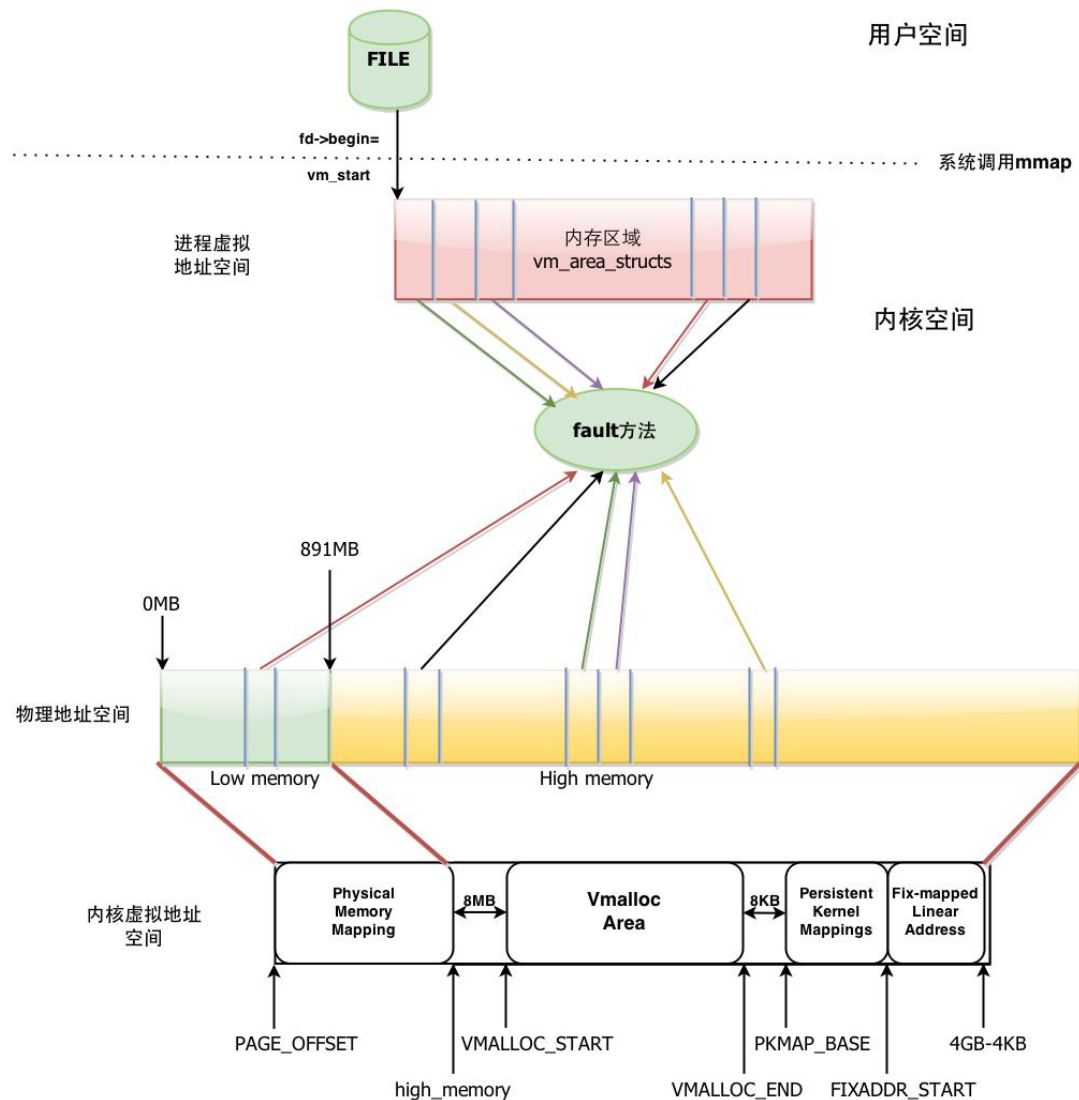 用户空间
FILE
fd->begin=
系统调用mmap
vm_start
进程虚拟
地址空间
内存区域
vm_area_structs
内核空间
fault方法
891MB
0MB
物理地址空间
Low memory
High memory
内核虚拟地址
空间
Physical
Memory
Mapping
8MB
Vmalloc
Area
8KB
Persistent
Kernel
Mappings
Fix-mapped
Linear
Address
PAGE_OFFSET
VMALLOC_START
PKMAP_BASE
4GB-4KB
high_memory
VMALLOC_END
FIXADDR_START